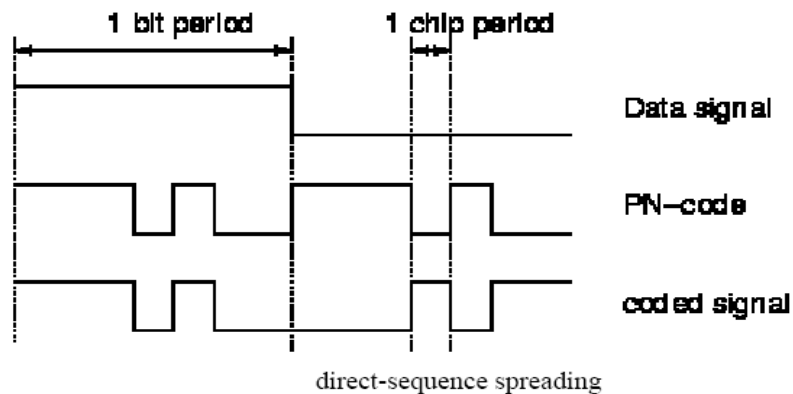 1 bit period
1 chip period
Data signal
PN–code
coded signal
direct-sequence spreading